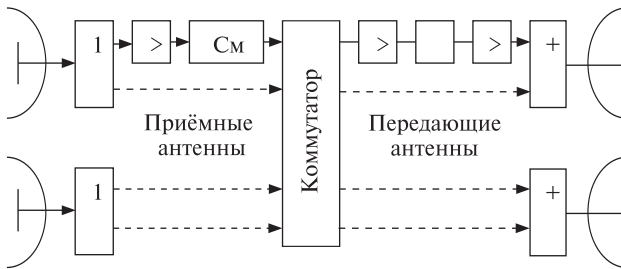 1 > См > > +
Приёмные
антенны
Коммутатор
Передающие
антенны
1 +